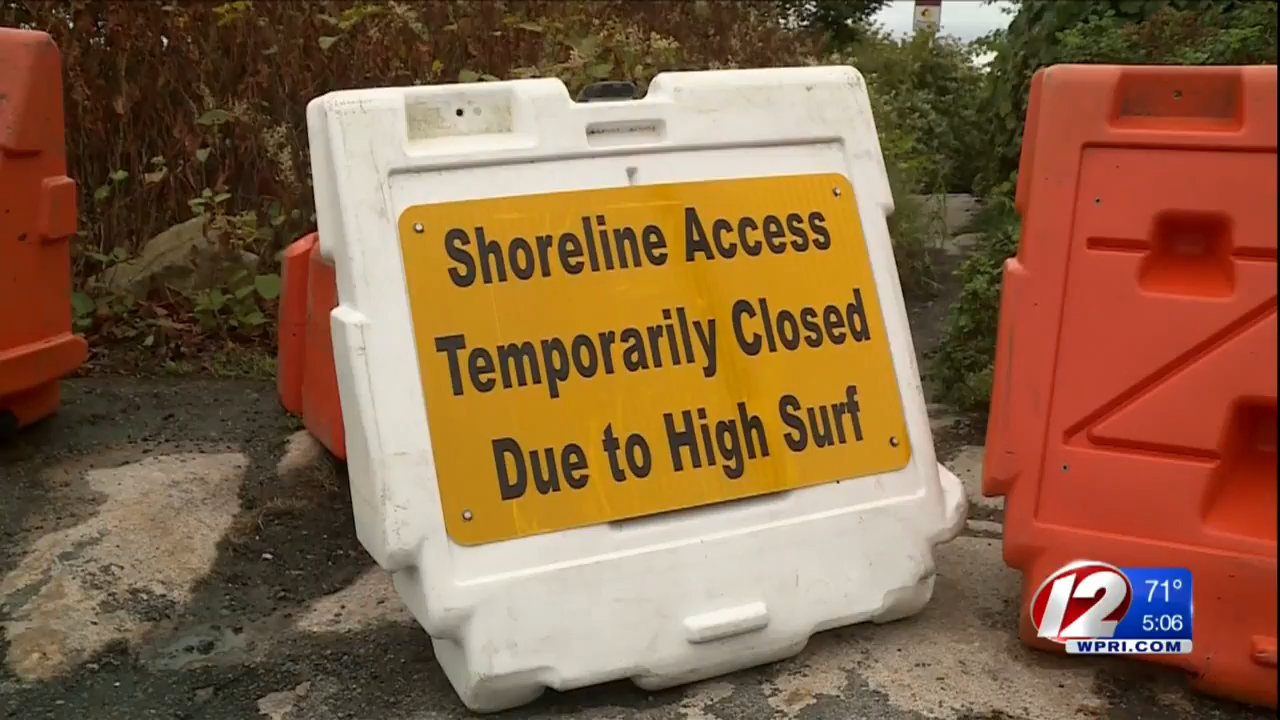 Shoreline Access
Temporarily Closed
Due to High Surf
12
71°
5:06
WPRI.COM